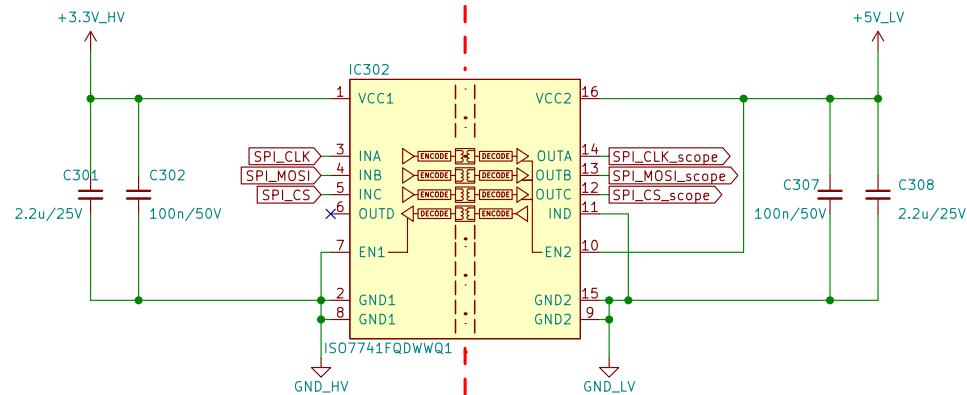 +3.3V_HV
+5V_LV
IC302
1 VCC1 VCC2 16
SPI_CLK 3 INA ENCODE DECODE OUTA 14 SPI_CLK_scope
C301 C302 SPI_MOSI 4 INB ENCODE DECODE OUTB 13 SPI_MOSI_scope C307 C308
SPI_CS 5 INC ENCODE DECODE OUTC 12 SPI_CS_scope
2.2u/25V 100n/50V 6 OUTD DECODE ENCODE IND 11 100n/50V 2.2u/25V
7 EN1 EN2 10
2 GND1 GND2 15
8 GND1 GND2 9
ISO7741FQDWWQ1
GND_HV GND_LV